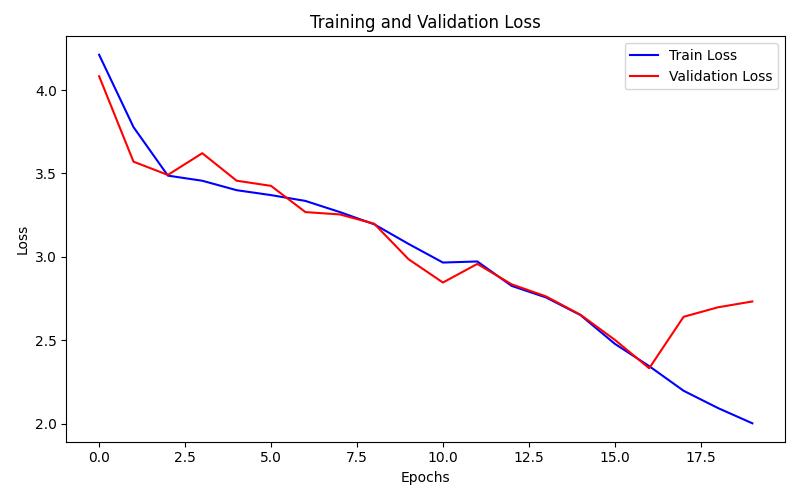 Training and Validation Loss
Train Loss
Validation Loss
4.0
3.5
3.0
2.5
2.0
Loss
0.0 2.5 5.0 7.5 10.0 12.5 15.0 17.5
Epochs